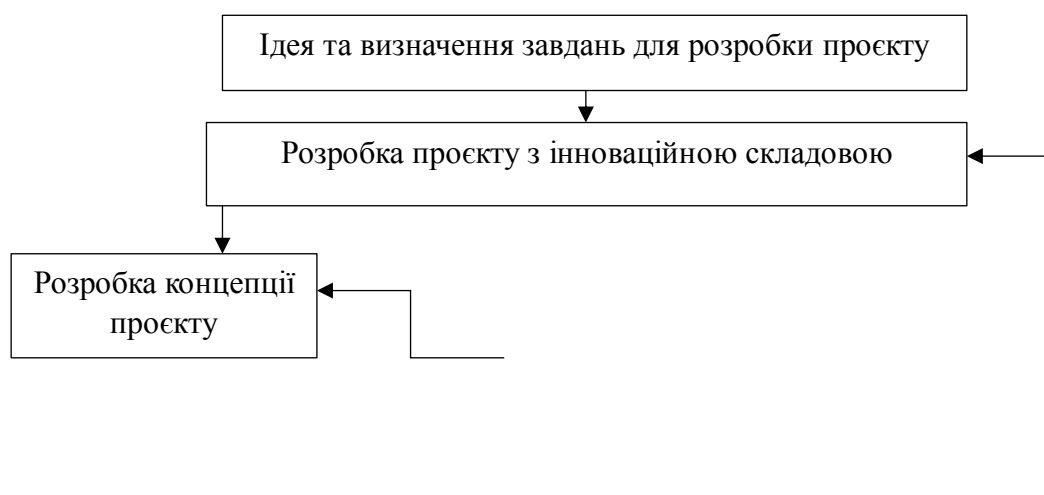 Ідея та визначення завдань для розробки проєкту
Розробка проєкту з інноваційною складовою
Розробка концепції
проєкту